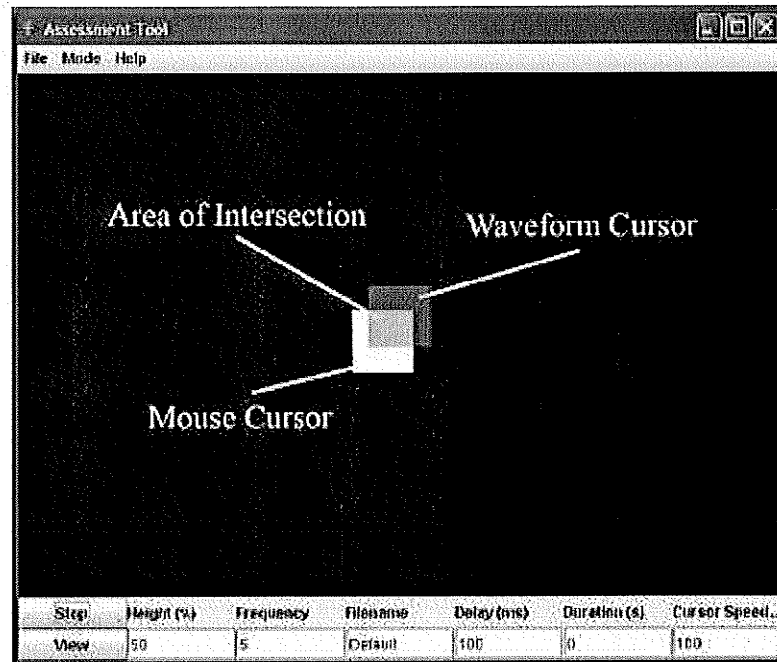 Assessment Tool
File Mode Help
Area of Intersection
Waveform Cursor
Mouse Cursor
Stop Height (%) Frequency Filename Delay (ms) Duration (s) Cursor Speed...
View 50 5 Default 100 0 100